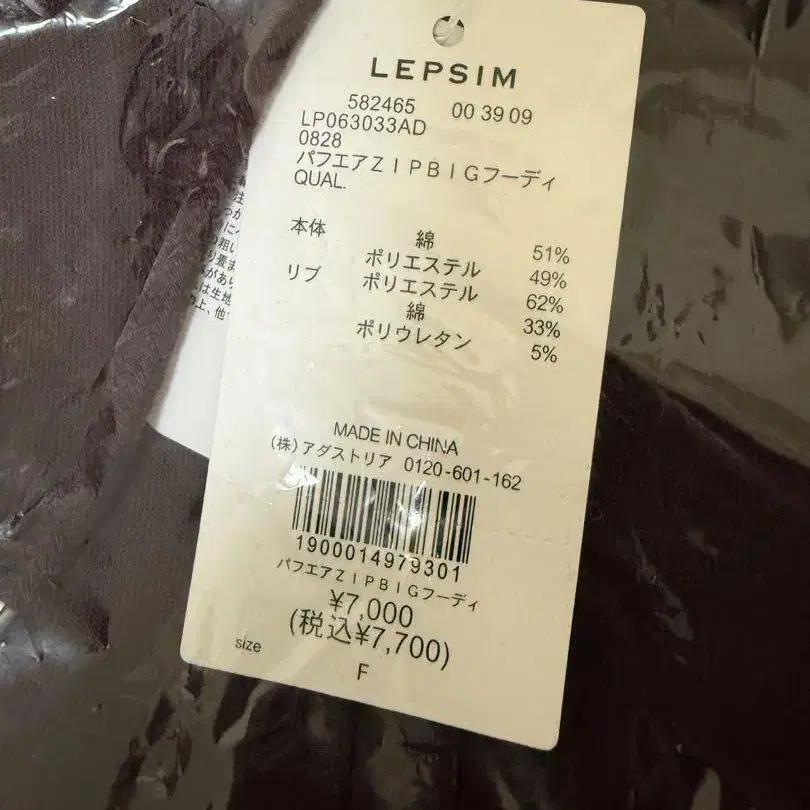 LEPSIM
582465 00 39 09
LP063033AD
0828
パフエアＺＩＰＢＩＧフーディ
QUAL.
本体 綿 51%
ポリエステル 49%
リブ ポリエステル 62%
綿 33%
ポリウレタン 5%
MADE IN CHINA
(株)アダストリア 0120-601-162
1900014979301
パフエアＺＩＰＢＩＧフーディ
¥7,000
(税込¥7,700)
size
F